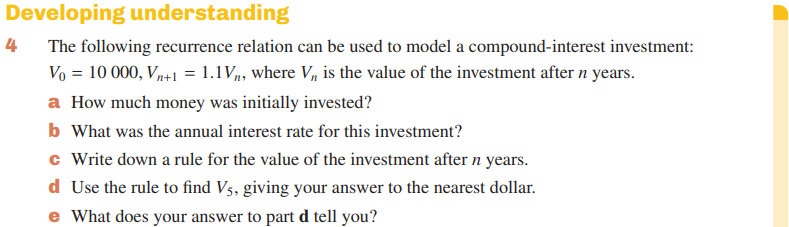 Developing understanding
4 The following recurrence relation can be used to model a compound-interest investment:
V₀ = 10 000, Vₙ₊₁ = 1.1Vₙ, where Vₙ is the value of the investment after n years.
a How much money was initially invested?
b What was the annual interest rate for this investment?
c Write down a rule for the value of the investment after n years.
d Use the rule to find V₅, giving your answer to the nearest dollar.
e What does your answer to part d tell you?